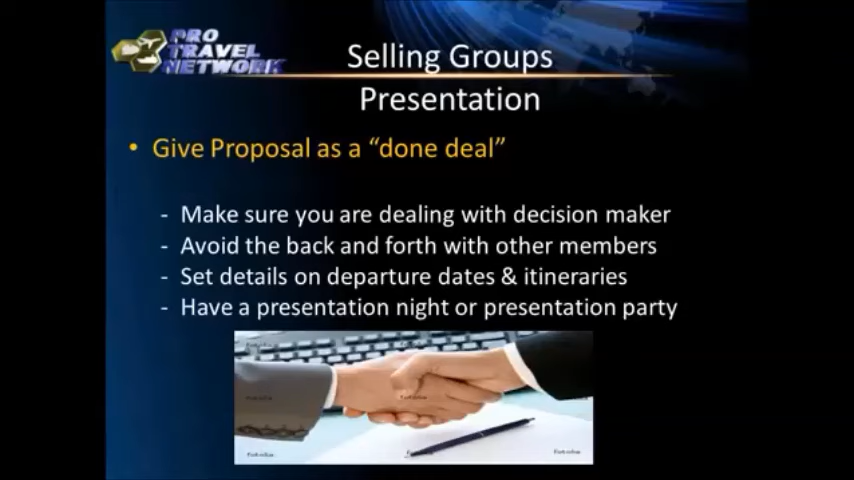 PRO
TRAVEL
NETWORK
Selling Groups
Presentation
• Give Proposal as a “done deal”
- Make sure you are dealing with decision maker
- Avoid the back and forth with other members
- Set details on departure dates & itineraries
- Have a presentation night or presentation party